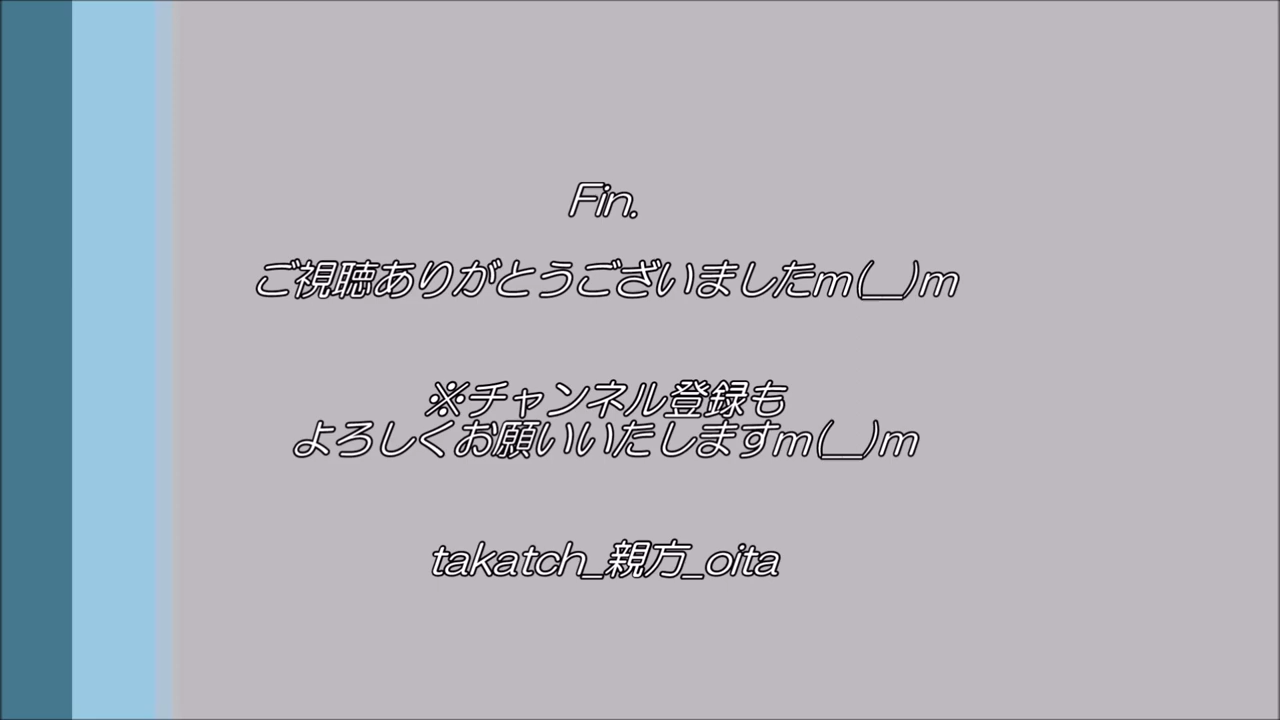 Fin.
ご視聴ありがとうございましたm(__)m
※チャンネル登録も
よろしくお願いいたしますm(__)m
takatch_親方_oita